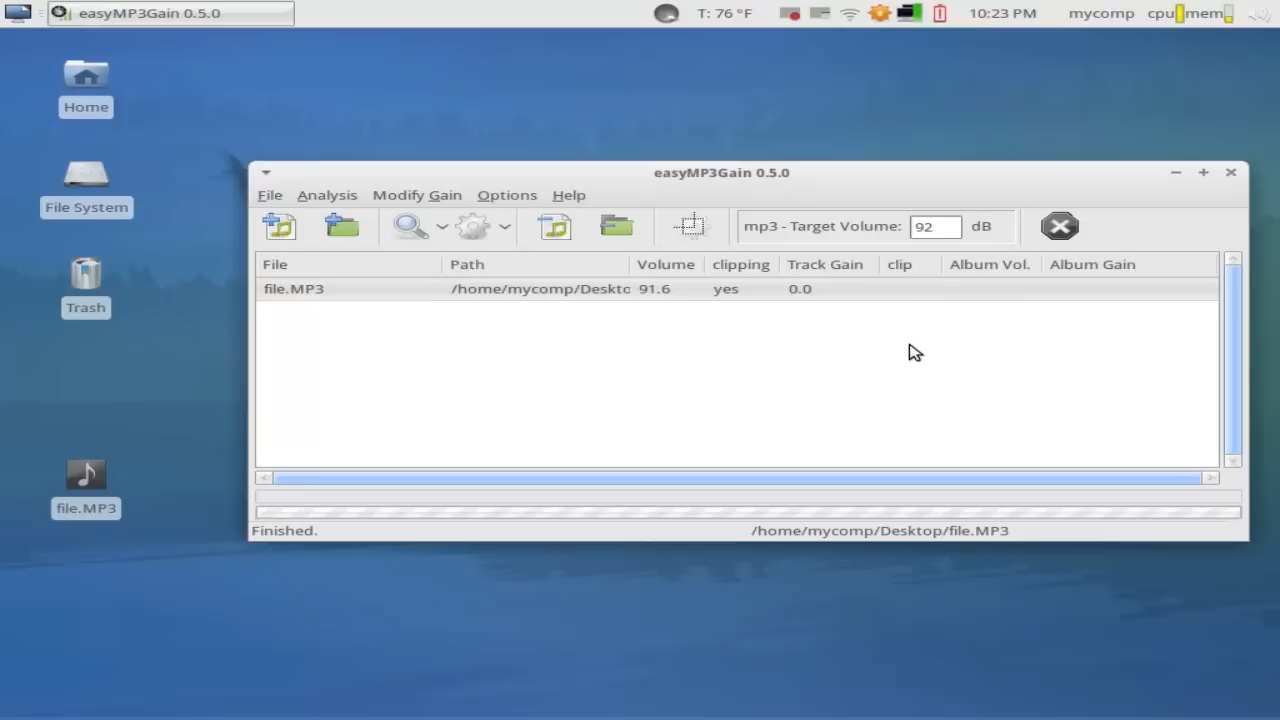 easyMP3Gain 0.5.0
T: 76 °F
10:23 PM
mycomp
cpu
mem
Home
File System
Trash
file.MP3
easyMP3Gain 0.5.0
File Analysis Modify Gain Options Help
mp3 - Target Volume: 92 dB
File Path Volume clipping Track Gain clip Album Vol. Album Gain
file.MP3 /home/mycomp/Deskto 91.6 yes 0.0
Finished. /home/mycomp/Desktop/file.MP3